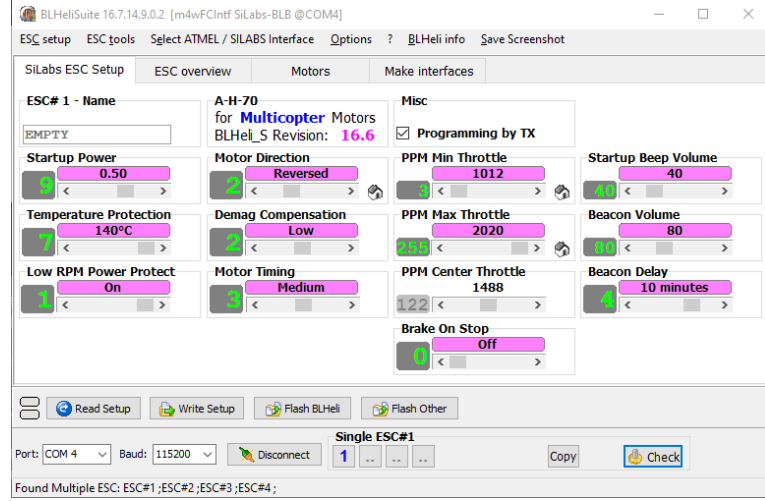 BLHeliSuite 16.7.14.9.0.2 [m4wFCIntf SiLabs-BLB @COM4]
ESC setup ESC tools Select ATMEL / SILABS Interface Options ? BLHeli info Save Screenshot
SiLabs ESC Setup ESC overview Motors Make interfaces
ESC# 1 - Name
EMPTY
A-H-70
for Multicopter Motors
BLHeli_S Revision: 16.6
Misc
Programming by TX
Startup Power
9 0.50
Motor Direction
2 Reversed
PPM Min Throttle
3 1012
Startup Beep Volume
40 40
Temperature Protection
7 140°C
Demag Compensation
2 Low
PPM Max Throttle
255 2020
Beacon Volume
80 80
Low RPM Power Protect
1 On
Motor Timing
3 Medium
PPM Center Throttle
122 1488
Beacon Delay
4 10 minutes
Brake On Stop
0 Off
Read Setup Write Setup Flash BLHeli Flash Other
Single ESC#1
Port: COM 4 Baud: 115200 Disconnect 1 .. .. .. Copy Check
Found Multiple ESC: ESC#1 ;ESC#2 ;ESC#3 ;ESC#4 ;